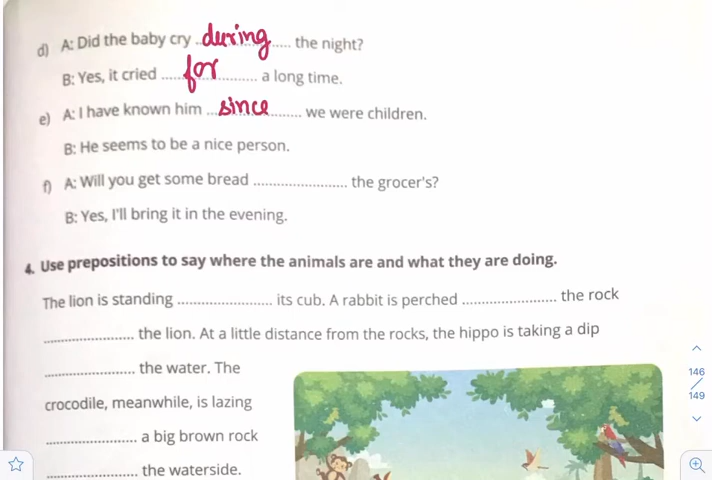 d) A: Did the baby cry ..during.... the night?
B: Yes, it cried .....for............ a long time.
e) A: I have known him ...since......... we were children.
B: He seems to be a nice person.
f) A: Will you get some bread ........................ the grocer's?
B: Yes, I'll bring it in the evening.
4. Use prepositions to say where the animals are and what they are doing.
The lion is standing ........................ its cub. A rabbit is perched ........................ the rock
........................ the lion. At a little distance from the rocks, the hippo is taking a dip
........................ the water. The
crocodile, meanwhile, is lazing
........................ a big brown rock
........................ the waterside.
146
/
149